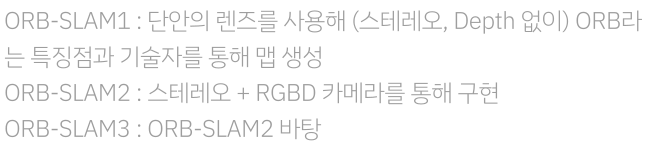 ORB-SLAM1 : 단안의 렌즈를 사용해 (스테레오, Depth 없이) ORB라
는 특징점과 기술자를 통해 맵 생성
ORB-SLAM2 : 스테레오 + RGBD 카메라를 통해 구현
ORB-SLAM3 : ORB-SLAM2 바탕